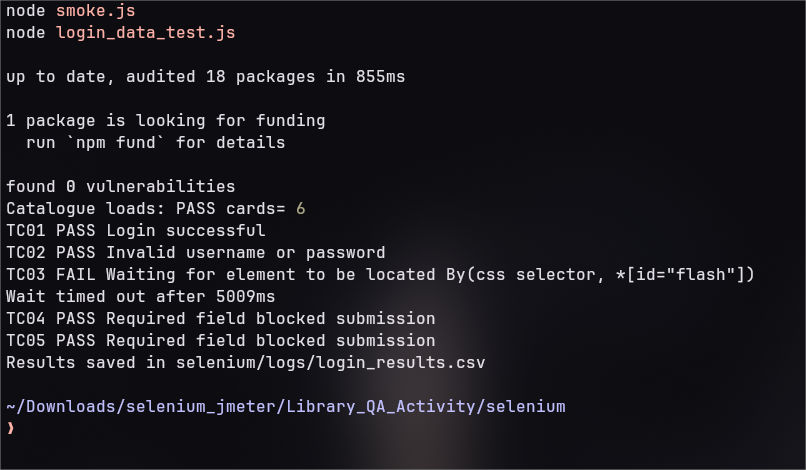 node smoke.js
node login_data_test.js
up to date, audited 18 packages in 855ms
1 package is looking for funding
  run `npm fund` for details
found 0 vulnerabilities
Catalogue loads: PASS cards= 6
TC01 PASS Login successful
TC02 PASS Invalid username or password
TC03 FAIL Waiting for element to be located By(css selector, *[id="flash"])
Wait timed out after 5009ms
TC04 PASS Required field blocked submission
TC05 PASS Required field blocked submission
Results saved in selenium/logs/login_results.csv
~/Downloads/selenium_jmeter/Library_QA_Activity/selenium
❫